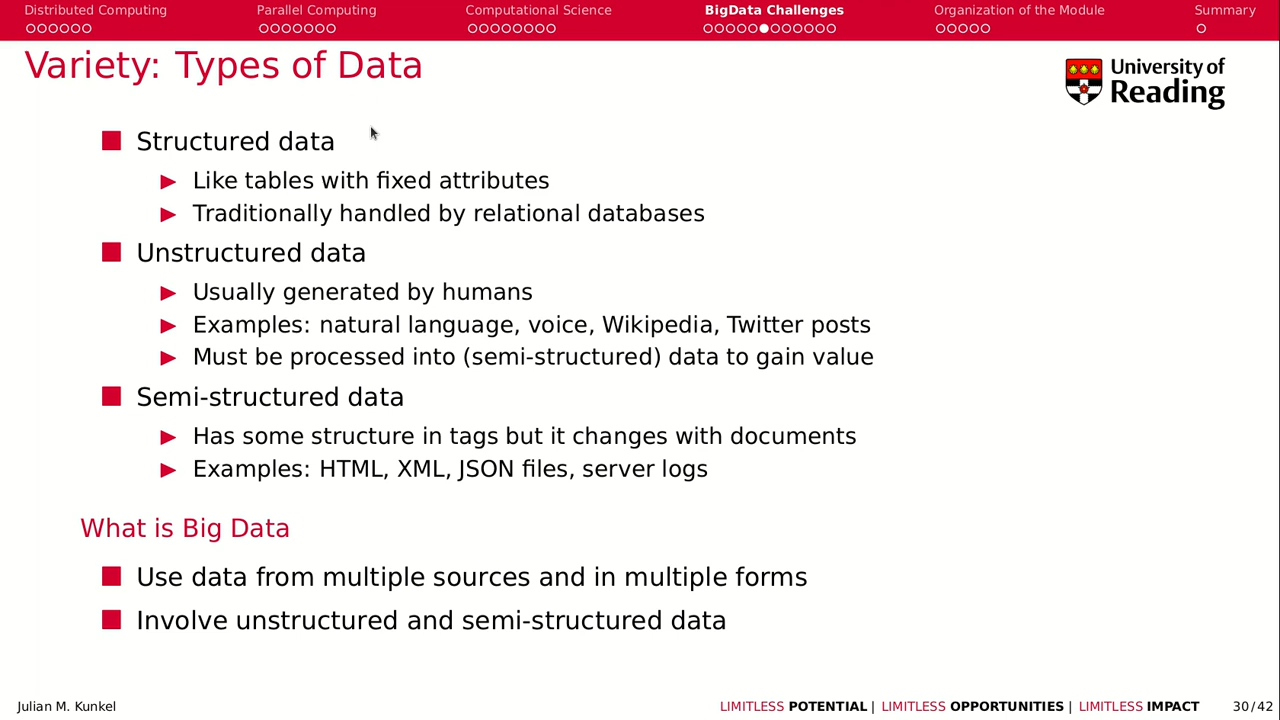 Distributed Computing Parallel Computing Computational Science BigData Challenges Organization of the Module Summary
Variety: Types of Data
University of
Reading
Structured data
Like tables with fixed attributes
Traditionally handled by relational databases
Unstructured data
Usually generated by humans
Examples: natural language, voice, Wikipedia, Twitter posts
Must be processed into (semi-structured) data to gain value
Semi-structured data
Has some structure in tags but it changes with documents
Examples: HTML, XML, JSON files, server logs
What is Big Data
Use data from multiple sources and in multiple forms
Involve unstructured and semi-structured data
Julian M. Kunkel LIMITLESS POTENTIAL | LIMITLESS OPPORTUNITIES | LIMITLESS IMPACT 30/42